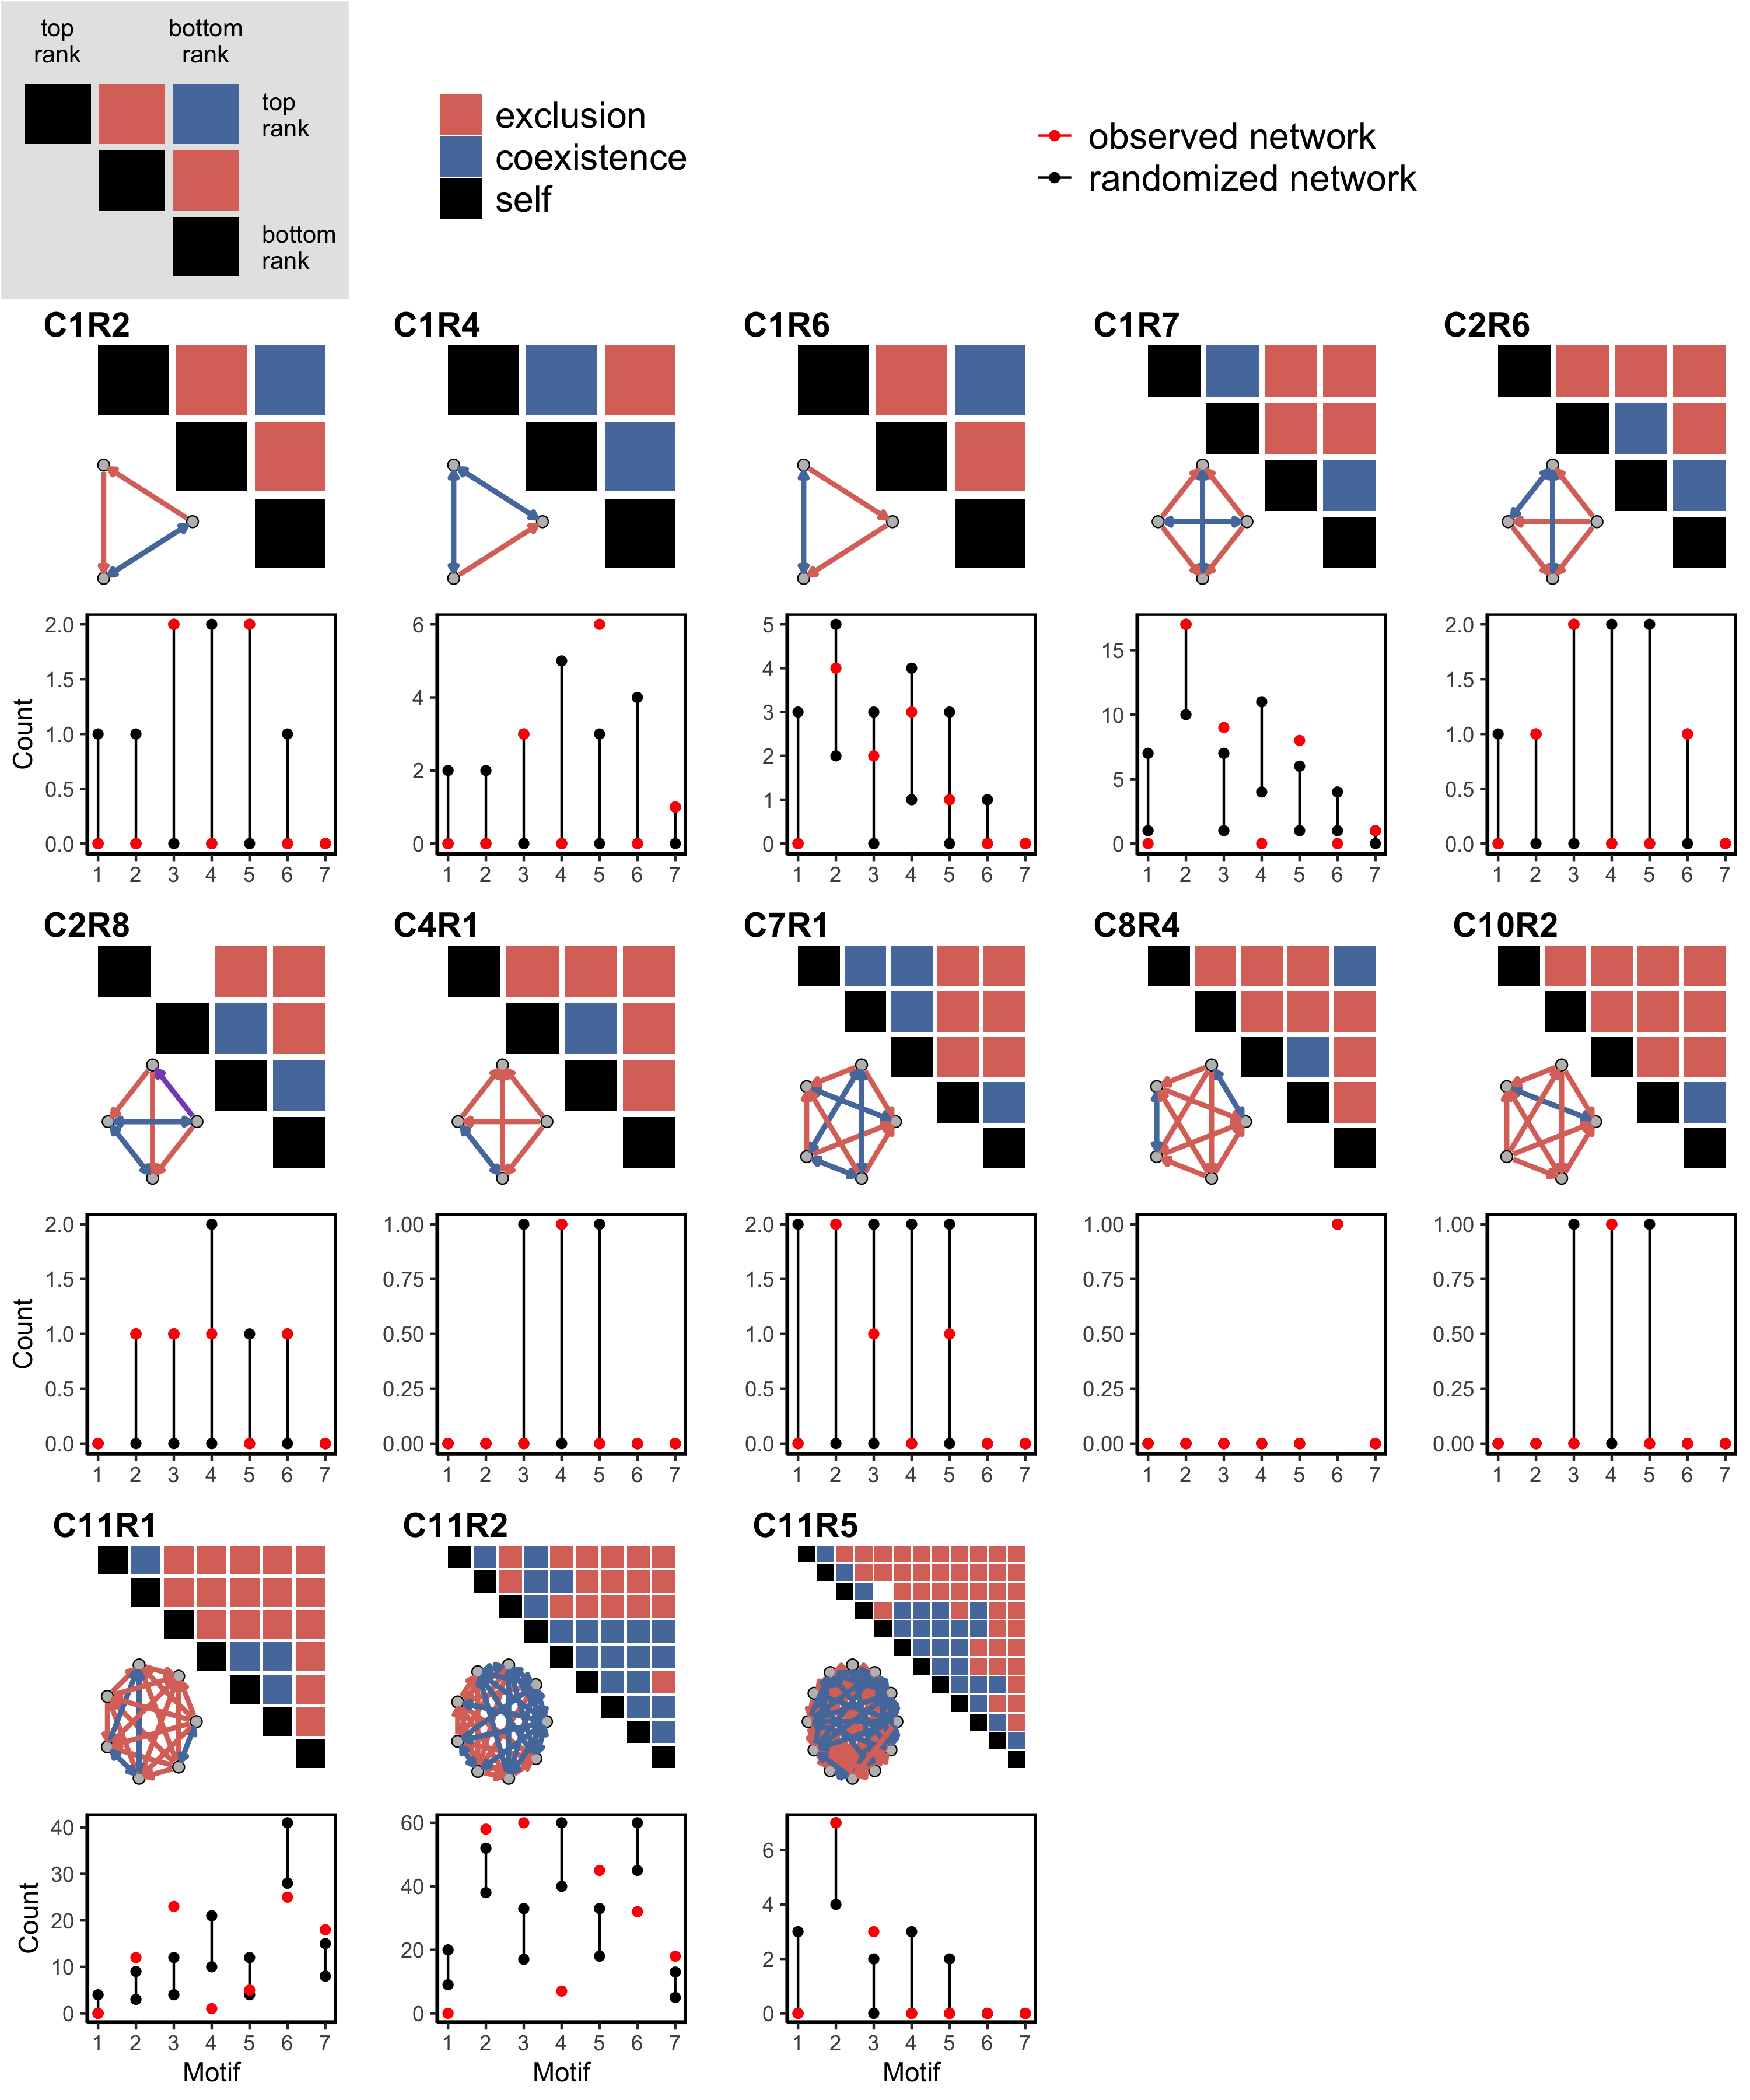 top rank
bottom rank
top rank
bottom rank
exclusion
coexistence
self
observed network
randomized network
C1R2
C1R4
C1R6
C1R7
C2R6
Count
2.0
1.5
1.0
0.5
0.0
1 2 3 4 5 6 7
6
4
2
0
1 2 3 4 5 6 7
5
4
3
2
1
0
1 2 3 4 5 6 7
15
10
5
0
1 2 3 4 5 6 7
2.0
1.5
1.0
0.5
0.0
1 2 3 4 5 6 7
C2R8
C4R1
C7R1
C8R4
C10R2
Count
2.0
1.5
1.0
0.5
0.0
1 2 3 4 5 6 7
1.00
0.75
0.50
0.25
0.00
1 2 3 4 5 6 7
2.0
1.5
1.0
0.5
0.0
1 2 3 4 5 6 7
1.00
0.75
0.50
0.25
0.00
1 2 3 4 5 6 7
1.00
0.75
0.50
0.25
0.00
1 2 3 4 5 6 7
C11R1
C11R2
C11R5
Count
40
30
20
10
0
1 2 3 4 5 6 7
Motif
60
40
20
0
1 2 3 4 5 6 7
Motif
6
4
2
0
1 2 3 4 5 6 7
Motif